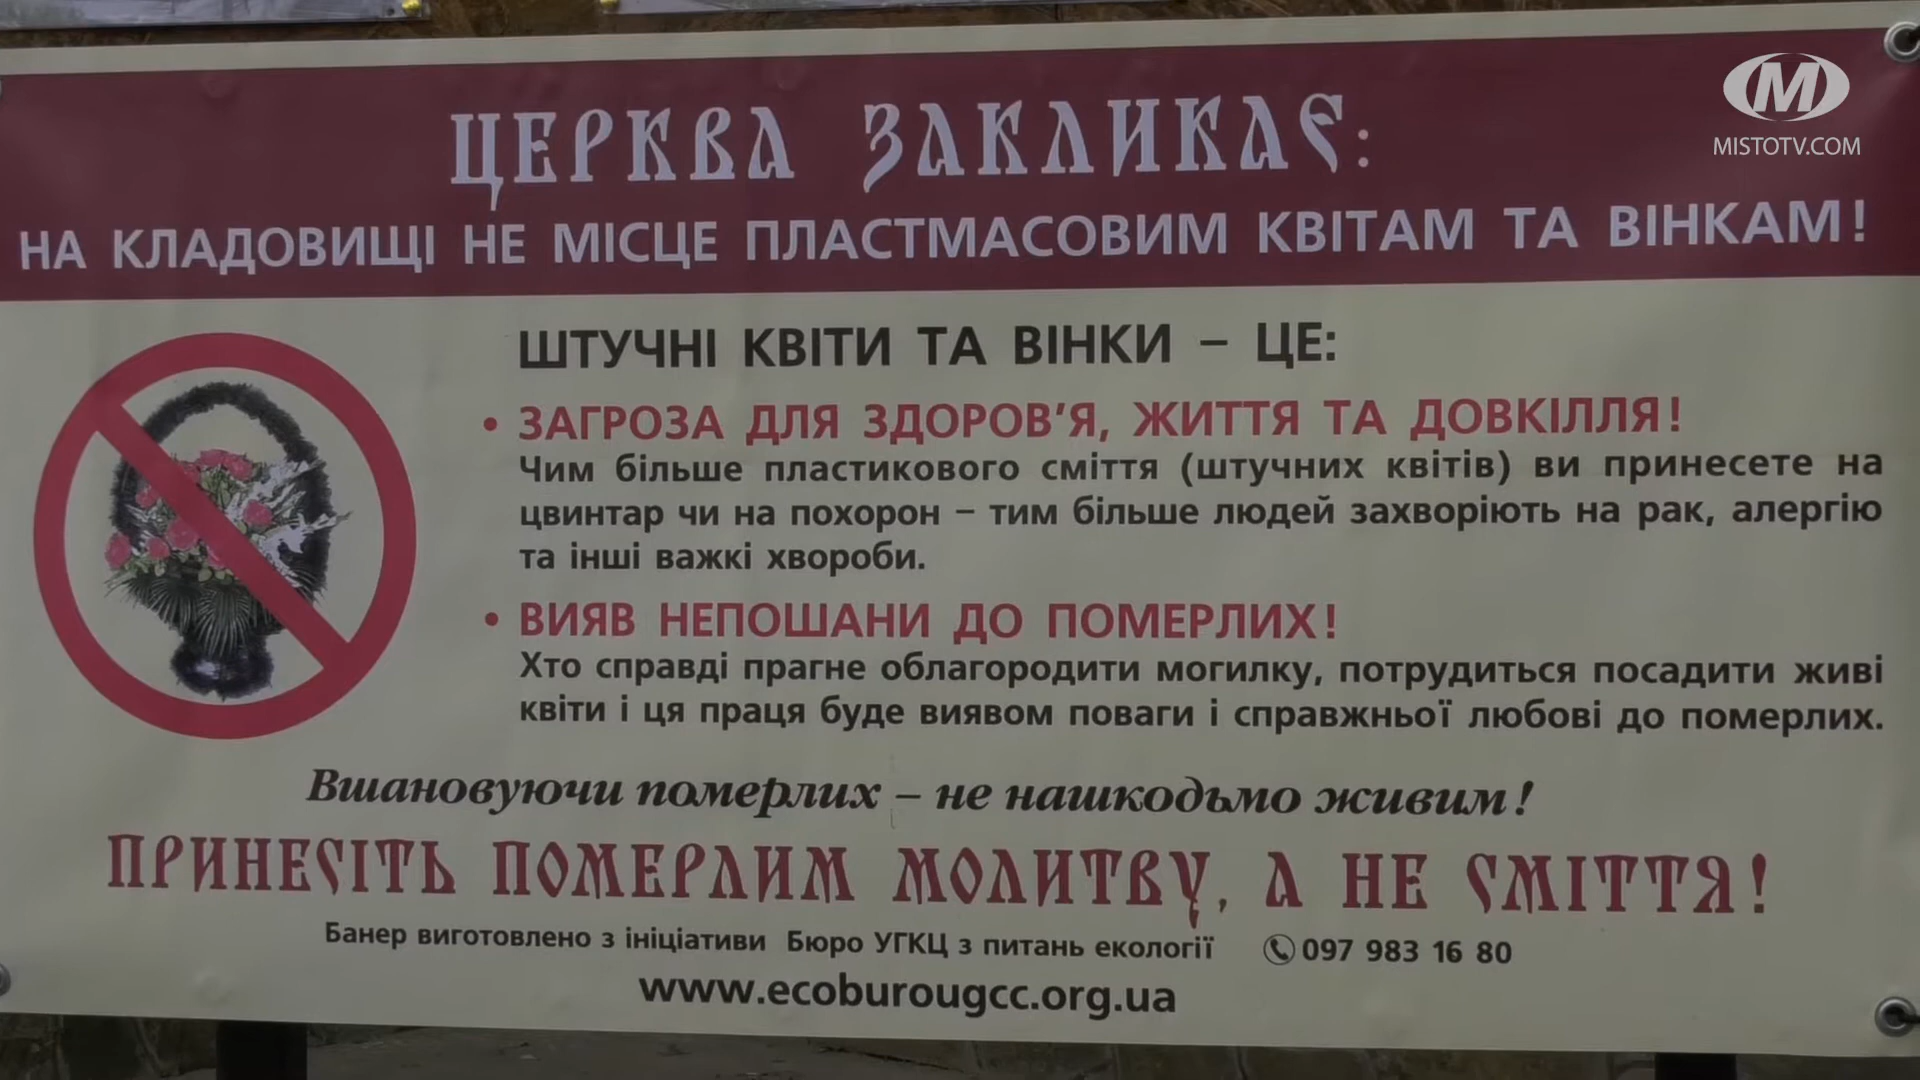 M
MISTOTV.COM
ЦЕРКВА ЗАКЛИКАЄ:
НА КЛАДОВИЩІ НЕ МІСЦЕ ПЛАСТМАСОВИМ КВІТАМ ТА ВІНКАМ!
ШТУЧНІ КВІТИ ТА ВІНКИ – ЦЕ:
• ЗАГРОЗА ДЛЯ ЗДОРОВ'Я, ЖИТТЯ ТА ДОВКІЛЛЯ!
Чим більше пластикового сміття (штучних квітів) ви принесете на
цвинтар чи на похорон – тим більше людей захворіють на рак, алергію
та інші важкі хвороби.
• ВИЯВ НЕПОШАНИ ДО ПОМЕРЛИХ!
Хто справді прагне облагородити могилку, потрудиться посадити живі
квіти і ця праця буде виявом поваги і справжньої любові до померлих.
Вшановуючи померлих – не нашкодьмо живим!
ПРИНЕСІТЬ ПОМЕРЛИМ МОЛИТВУ, А НЕ СМІТТЯ!
Банер виготовлено з ініціативи Бюро УГКЦ з питань екології 097 983 16 80
www.ecoburougcc.org.ua